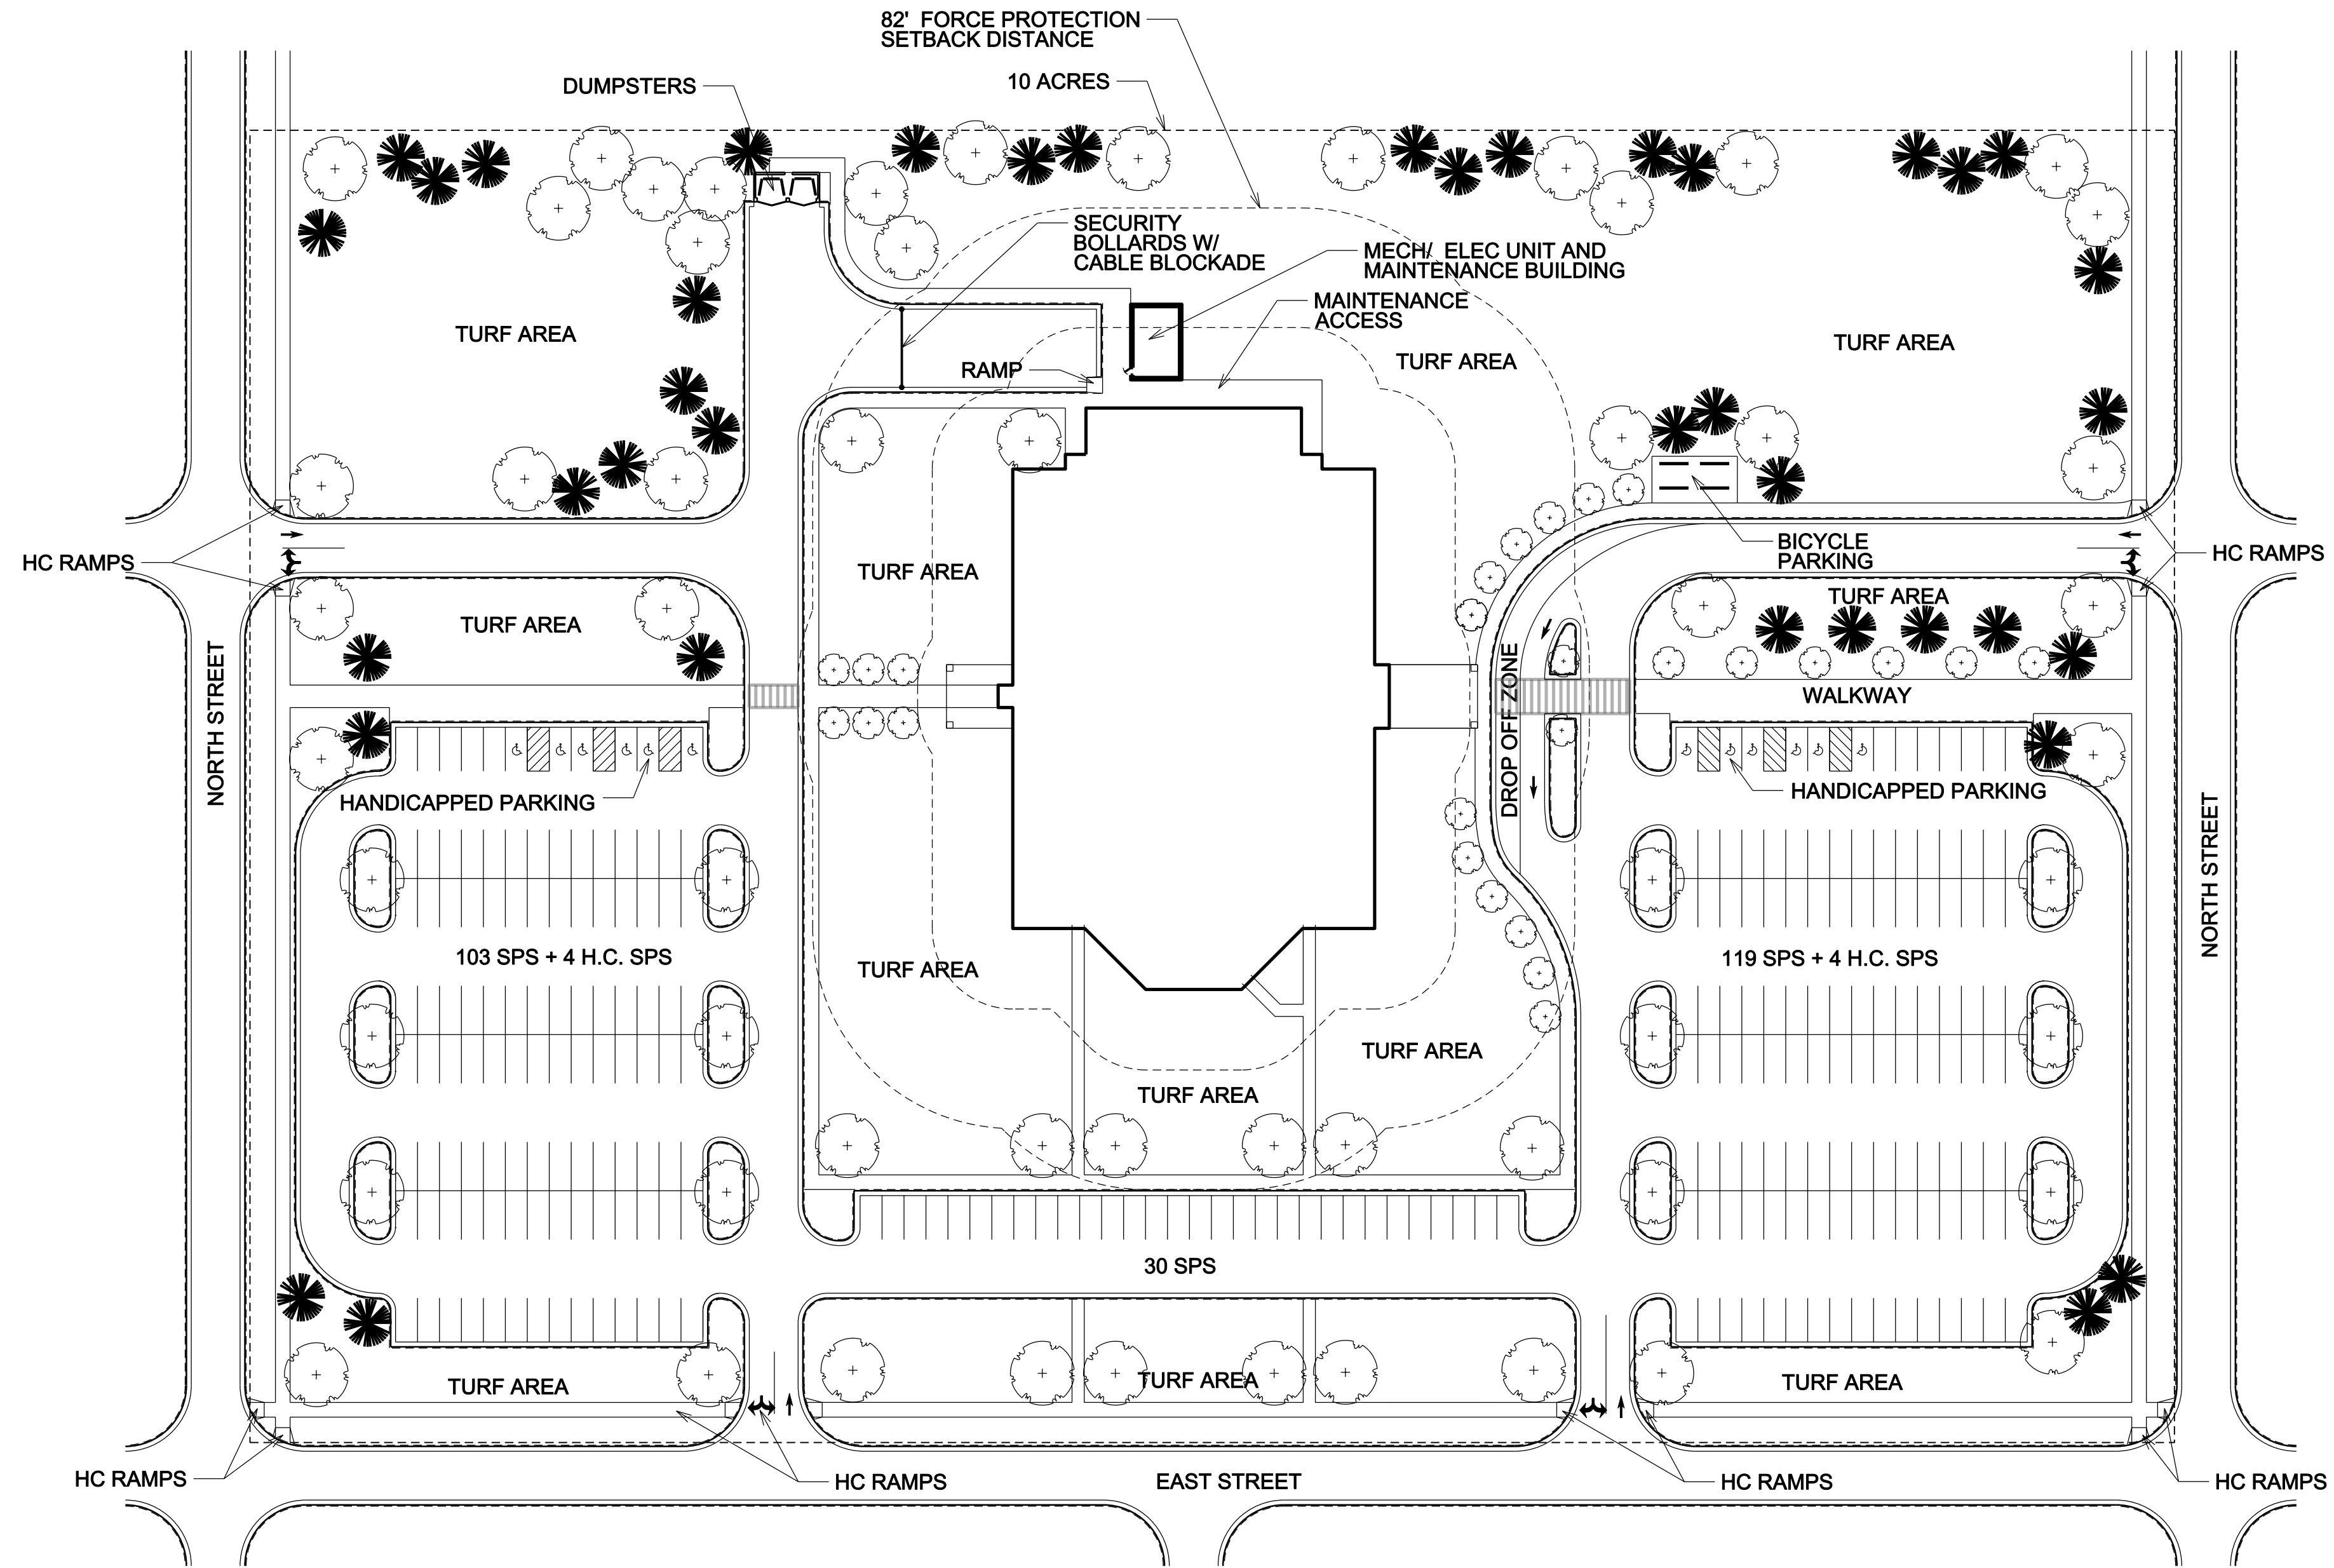 82' FORCE PROTECTION
SETBACK DISTANCE
10 ACRES
DUMPSTERS
SECURITY
BOLLARDS W/
CABLE BLOCKADE
MECH/ ELEC UNIT AND
MAINTENANCE BUILDING
MAINTENANCE
ACCESS
TURF AREA
TURF AREA
TURF AREA
RAMP
HC RAMPS
BICYCLE
PARKING
HC RAMPS
TURF AREA
TURF AREA
TURF AREA
NORTH STREET
DROP OFF ZONE
WALKWAY
HANDICAPPED PARKING
HANDICAPPED PARKING
NORTH STREET
103 SPS + 4 H.C. SPS
TURF AREA
119 SPS + 4 H.C. SPS
TURF AREA
TURF AREA
30 SPS
TURF AREA
TURF AREA
TURF AREA
HC RAMPS
HC RAMPS
EAST STREET
HC RAMPS
HC RAMPS